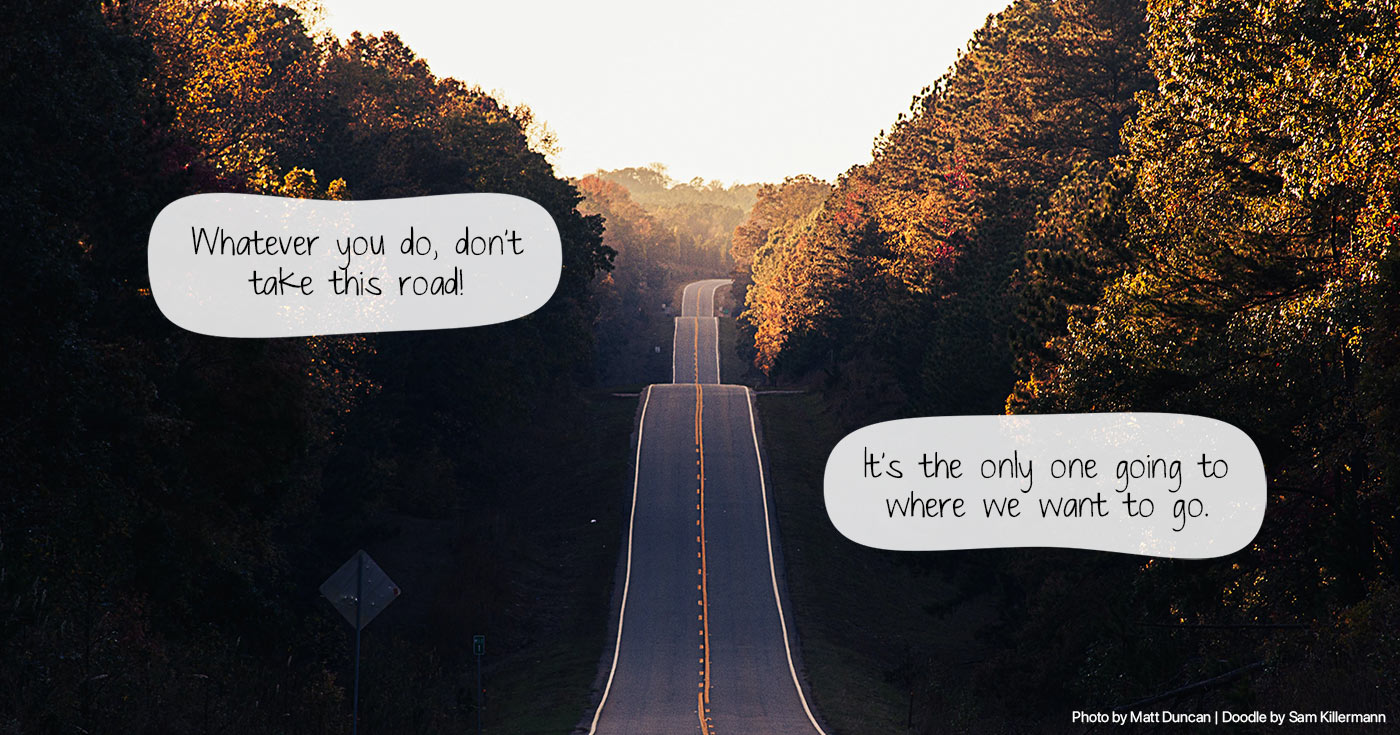 Whatever you do, don't
take this road!
It's the only one going to
where we want to go.
Photo by Matt Duncan | Doodle by Sam Killermann